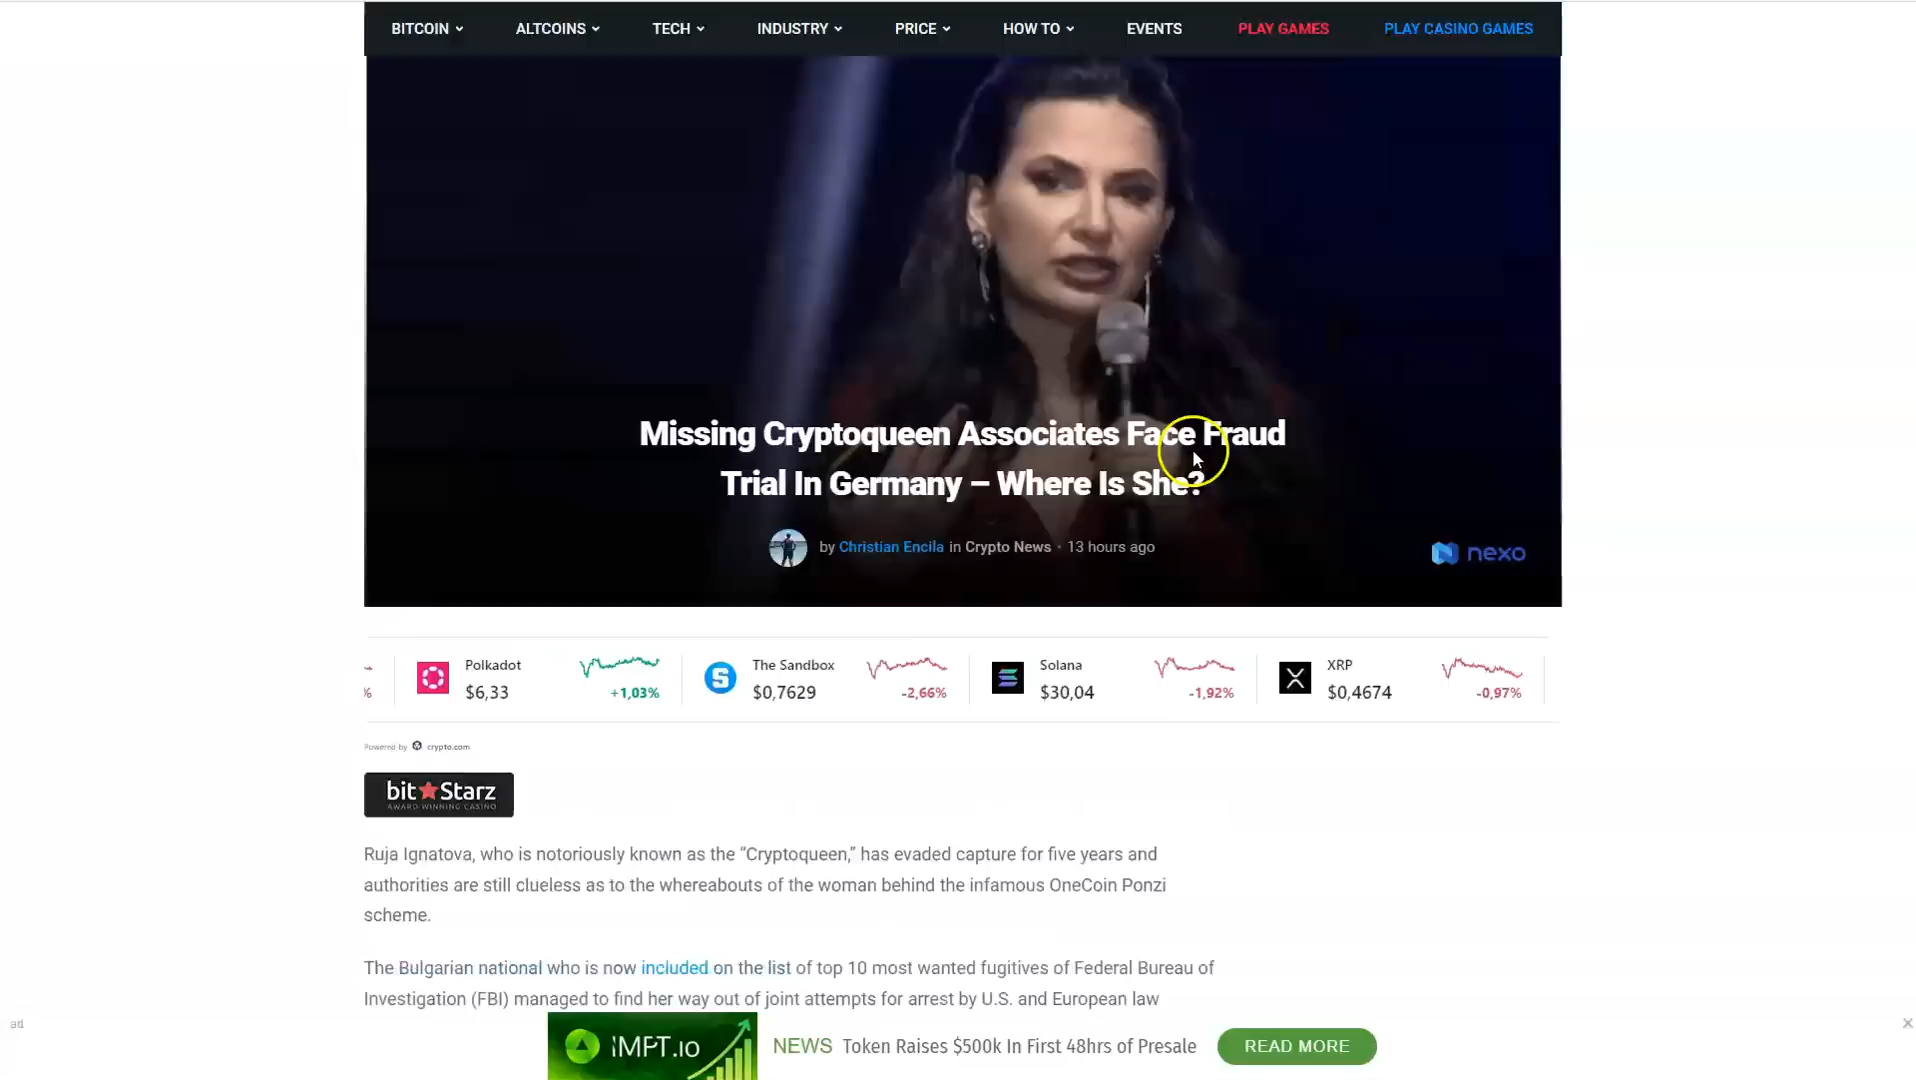 BITCOIN ALTCOINS TECH INDUSTRY PRICE HOW TO EVENTS PLAY GAMES PLAY CASINO GAMES
Missing Cryptoqueen Associates Face Fraud
Trial In Germany – Where Is She?
by Christian Encila in Crypto News · 13 hours ago
nexo
% Polkadot $6,33 +1,03%
The Sandbox $0,7629 -2,66%
Solana $30,04 -1,92%
XRP $0,4674 -0,97%
Powered by crypto.com
bit Starz
AWARD WINNING CASINO
Ruja Ignatova, who is notoriously known as the “Cryptoqueen,” has evaded capture for five years and
authorities are still clueless as to the whereabouts of the woman behind the infamous OneCoin Ponzi
scheme.
The Bulgarian national who is now included on the list of top 10 most wanted fugitives of Federal Bureau of
Investigation (FBI) managed to find her way out of joint attempts for arrest by U.S. and European law
ad
iMPT.io NEWS Token Raises $500k In First 48hrs of Presale READ MORE